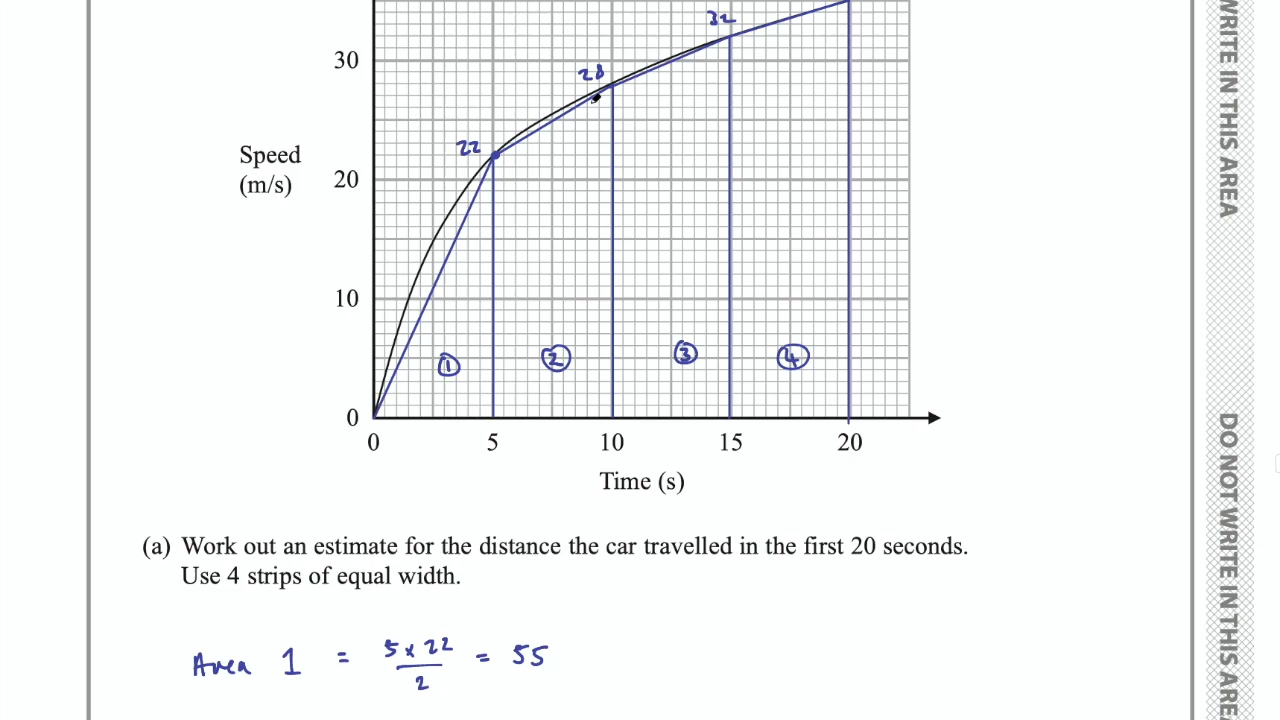 32
30
28
22
Speed
(m/s)
20
10
① ② ③ ④
0
0 5 10 15 20
Time (s)
(a) Work out an estimate for the distance the car travelled in the first 20 seconds.
Use 4 strips of equal width.
Area 1 = 5 × 22 / 2 = 55
WRITE IN THIS AREA
DO NOT WRITE IN THIS AREA